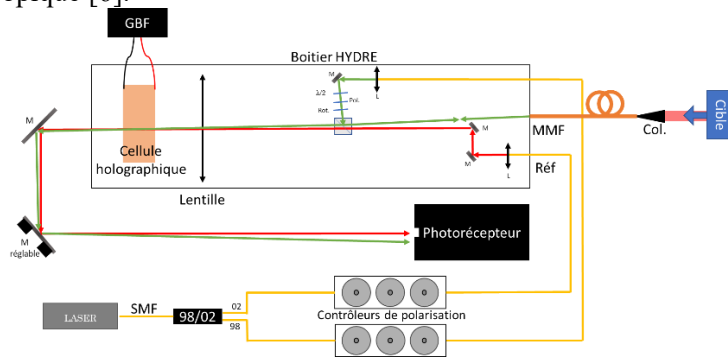 épique [6].
GBF
Boitier HYDRE
M
L
λ/2
Pol.
Rot.
M
M
Cellule
holographique
Lentille
M
L
Réf
MMF
Col.
Cible
M
réglable
Photorécepteur
LASER
SMF
98/02
02
98
Contrôleurs de polarisation